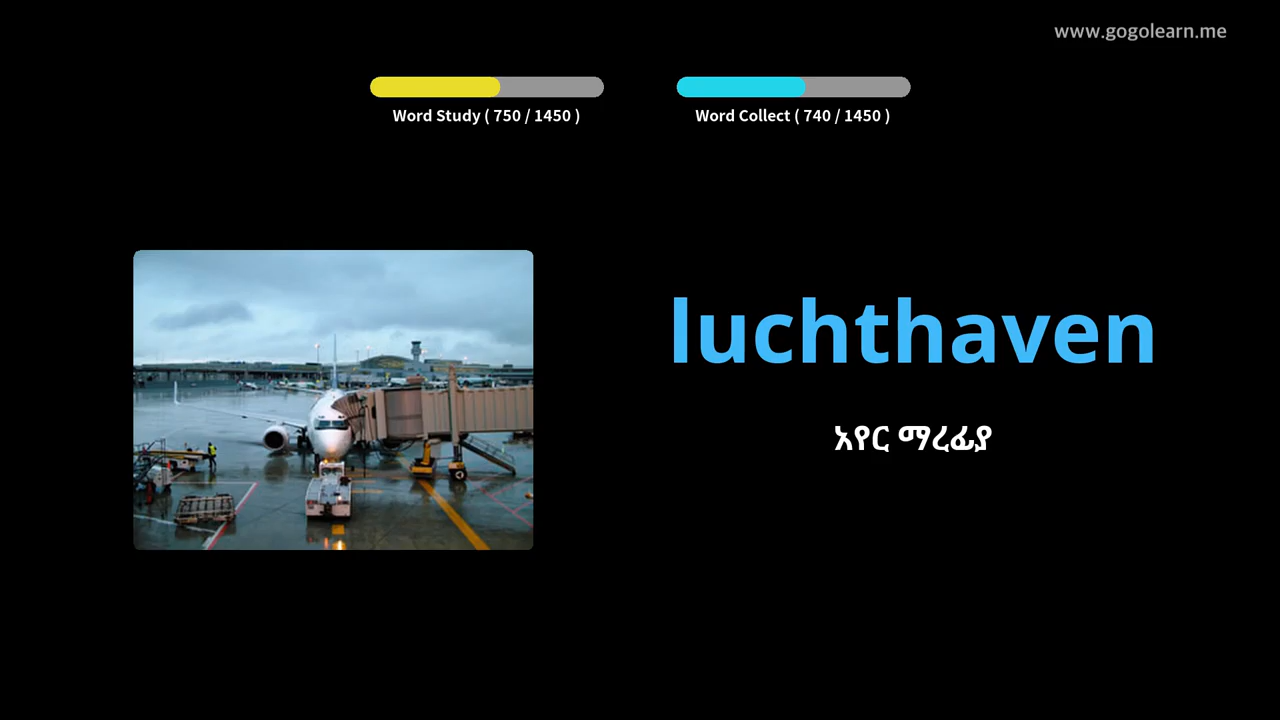 www.gogolearn.me
Word Study ( 750 / 1450 )
Word Collect ( 740 / 1450 )
luchthaven
አየር ማረፊያ